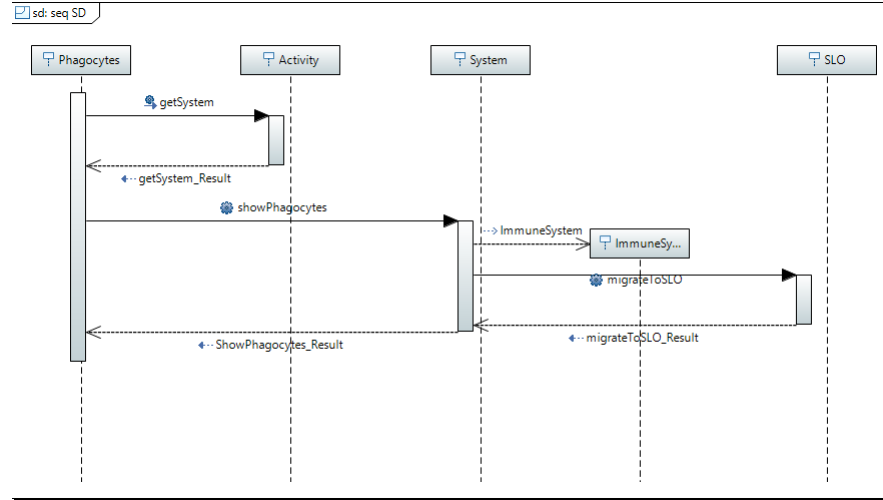 sd: seq SD
Phagocytes
Activity
System
SLO
getSystem
getSystem_Result
showPhagocytes
ImmuneSystem
ImmuneSy...
migrateToSLO
migrateToSLO_Result
ShowPhagocytes_Result